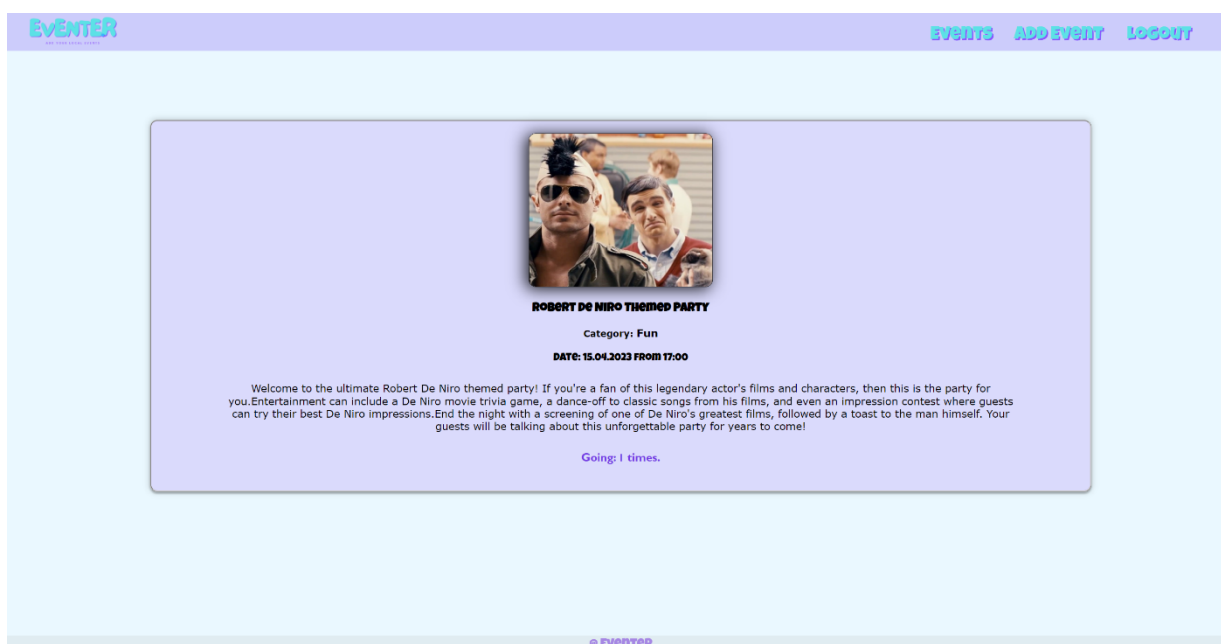 EVENTER
EVENTS ADD EVENT LOGOUT
ROBERT DE NIRO THEMED PARTY
Category: Fun
DATE: 15.04.2023 FROM 17:00
Welcome to the ultimate Robert De Niro themed party! If you're a fan of this legendary actor's films and characters, then this is the party for
you.Entertainment can include a De Niro movie trivia game, a dance-off to classic songs from his films, and even an impression contest where guests
can try their best De Niro impressions.End the night with a screening of one of De Niro's greatest films, followed by a toast to the man himself. Your
guests will be talking about this unforgettable party for years to come!
Going: 1 times.
EVENTER